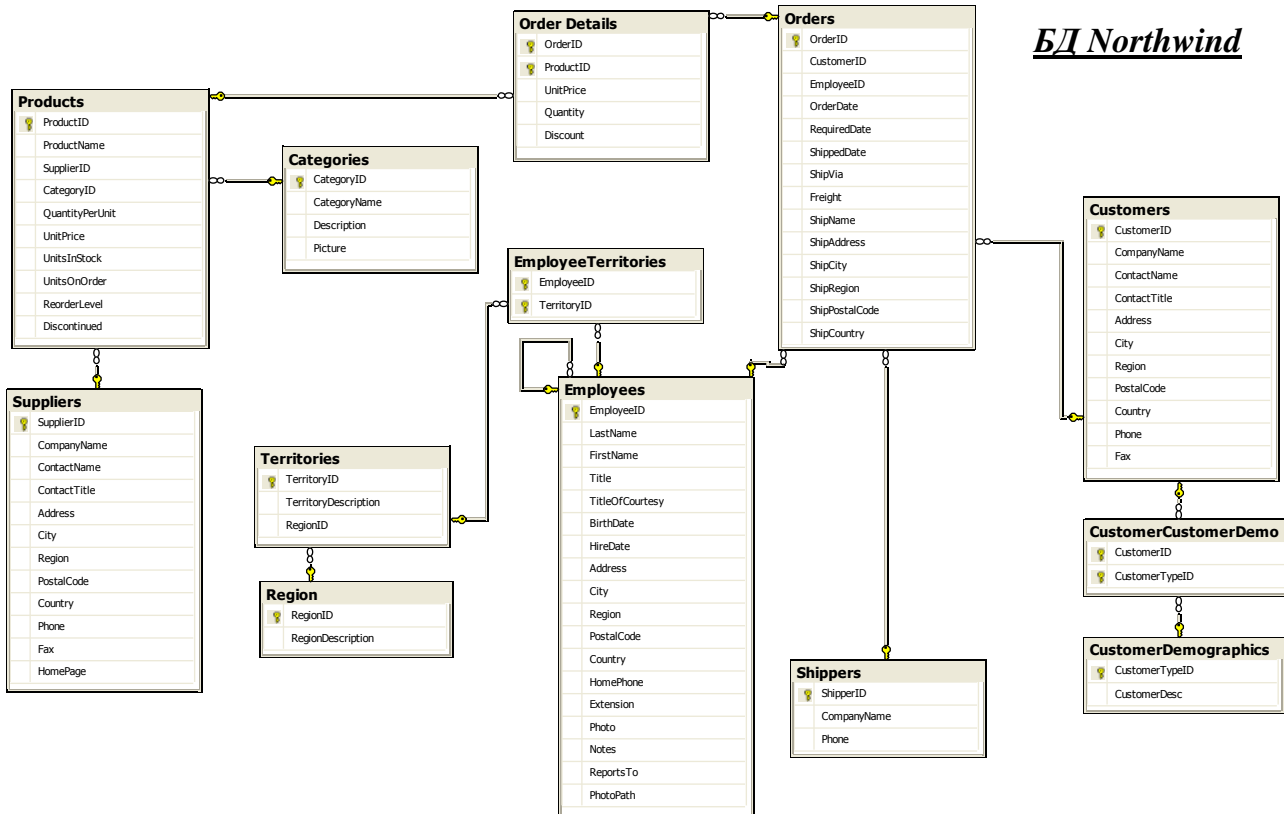 БД Northwind
Order Details
OrderID
ProductID
UnitPrice
Quantity
Discount
Orders
OrderID
CustomerID
EmployeeID
OrderDate
RequiredDate
ShippedDate
ShipVia
Freight
ShipName
ShipAddress
ShipCity
ShipRegion
ShipPostalCode
ShipCountry
Products
ProductID
ProductName
SupplierID
CategoryID
QuantityPerUnit
UnitPrice
UnitsInStock
UnitsOnOrder
ReorderLevel
Discontinued
Categories
CategoryID
CategoryName
Description
Picture
Customers
CustomerID
CompanyName
ContactName
ContactTitle
Address
City
Region
PostalCode
Country
Phone
Fax
EmployeeTerritories
EmployeeID
TerritoryID
Employees
EmployeeID
LastName
FirstName
Title
TitleOfCourtesy
BirthDate
HireDate
Address
City
Region
PostalCode
Country
HomePhone
Extension
Photo
Notes
ReportsTo
PhotoPath
Suppliers
SupplierID
CompanyName
ContactName
ContactTitle
Address
City
Region
PostalCode
Country
Phone
Fax
HomePage
Territories
TerritoryID
TerritoryDescription
RegionID
Region
RegionID
RegionDescription
CustomerCustomerDemo
CustomerID
CustomerTypeID
CustomerDemographics
CustomerTypeID
CustomerDesc
Shippers
ShipperID
CompanyName
Phone